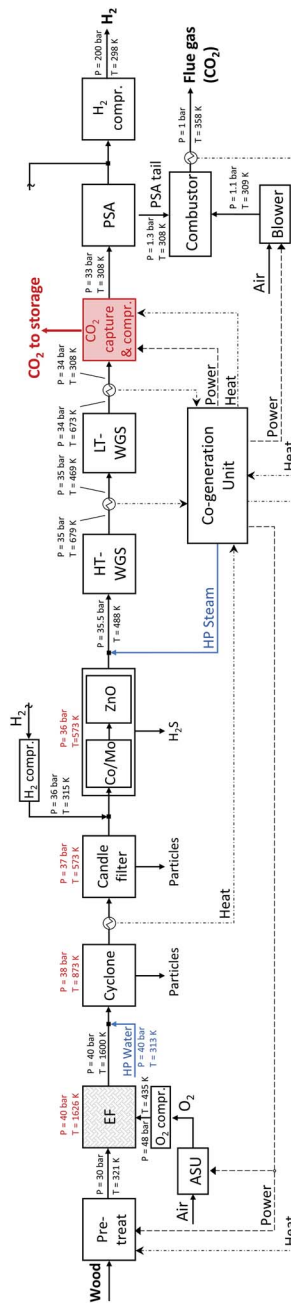 Wood
Pre-
treat
P = 30 bar
T = 321 K
P = 40 bar
T = 1626 K
EF
P = 48 bar
T = 435 K
O2 compr.
O2
Air
ASU
P = 40 bar
T = 1600 K
HP Water
P = 40 bar
T = 313 K
P = 38 bar
T = 873 K
Cyclone
Particles
P = 37 bar
T = 573 K
Candle
filter
Particles
H2
H2 compr.
P = 36 bar
T = 315 K
P = 36 bar
T=573 K
Co/Mo
ZnO
H2S
P = 35.5 bar
T = 488 K
HP Steam
HT-
WGS
P = 35 bar
T = 679 K
P = 35 bar
T = 469 K
LT-
WGS
P = 34 bar
T = 673 K
P = 34 bar
T = 308 K
CO2 to storage
CO2
capture
& compr.
P = 33 bar
T = 308 K
PSA
H2
compr.
P = 200 bar
T = 298 K
H2
PSA tail
P = 1.3 bar
T = 308 K
Combustor
P = 1 bar
T = 358 K
Flue gas
(CO2)
P = 1.1 bar
T = 309 K
Air
Blower
Co-generation
Unit
Power
Heat
Heat
Power
Heat
Power
Heat